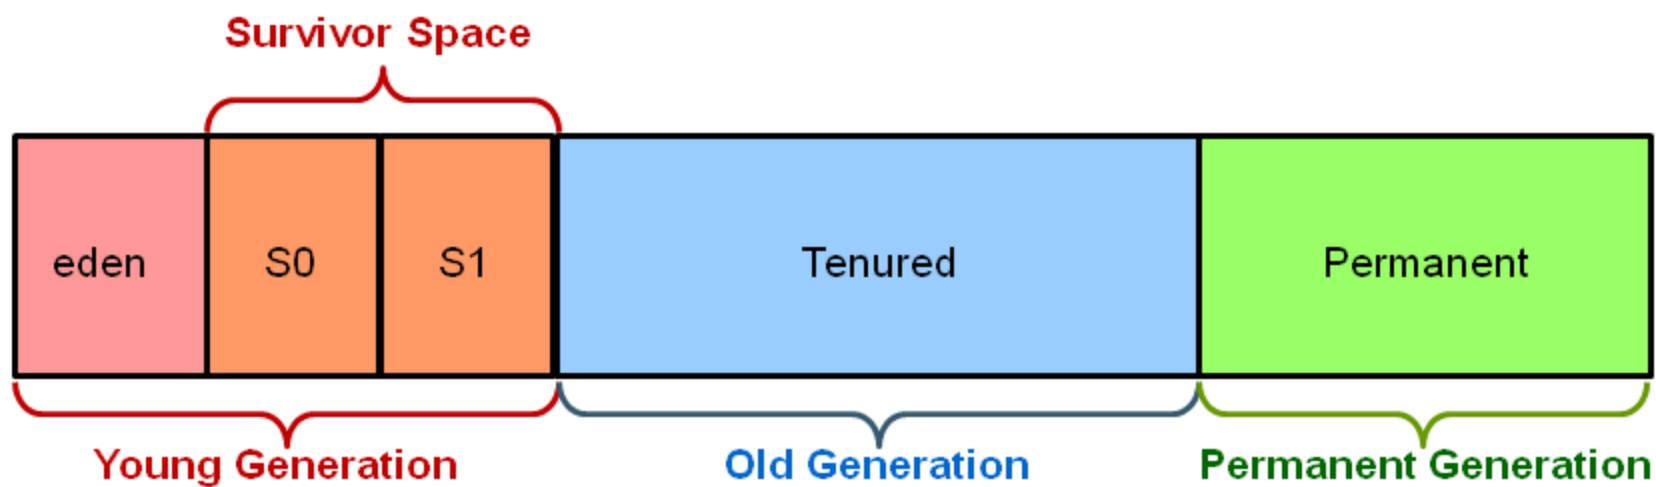 Survivor Space
eden
S0
S1
Tenured
Permanent
Young Generation
Old Generation
Permanent Generation